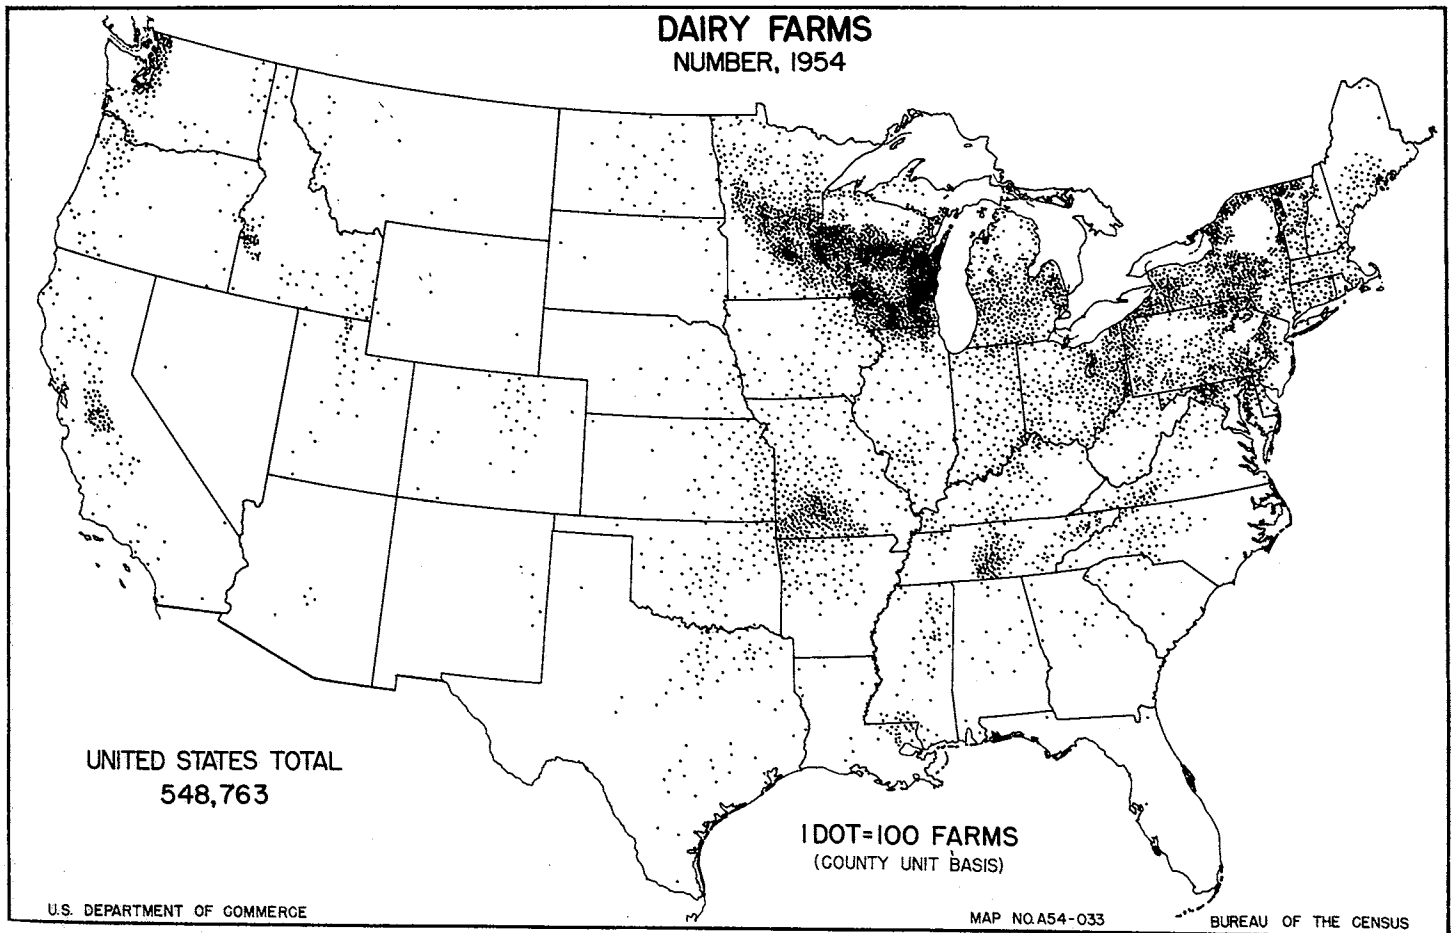 DAIRY FARMS
NUMBER, 1954
UNITED STATES TOTAL
548,763
1 DOT=100 FARMS
(COUNTY UNIT BASIS)
U.S. DEPARTMENT OF COMMERCE
MAP NO. A54-033
BUREAU OF THE CENSUS